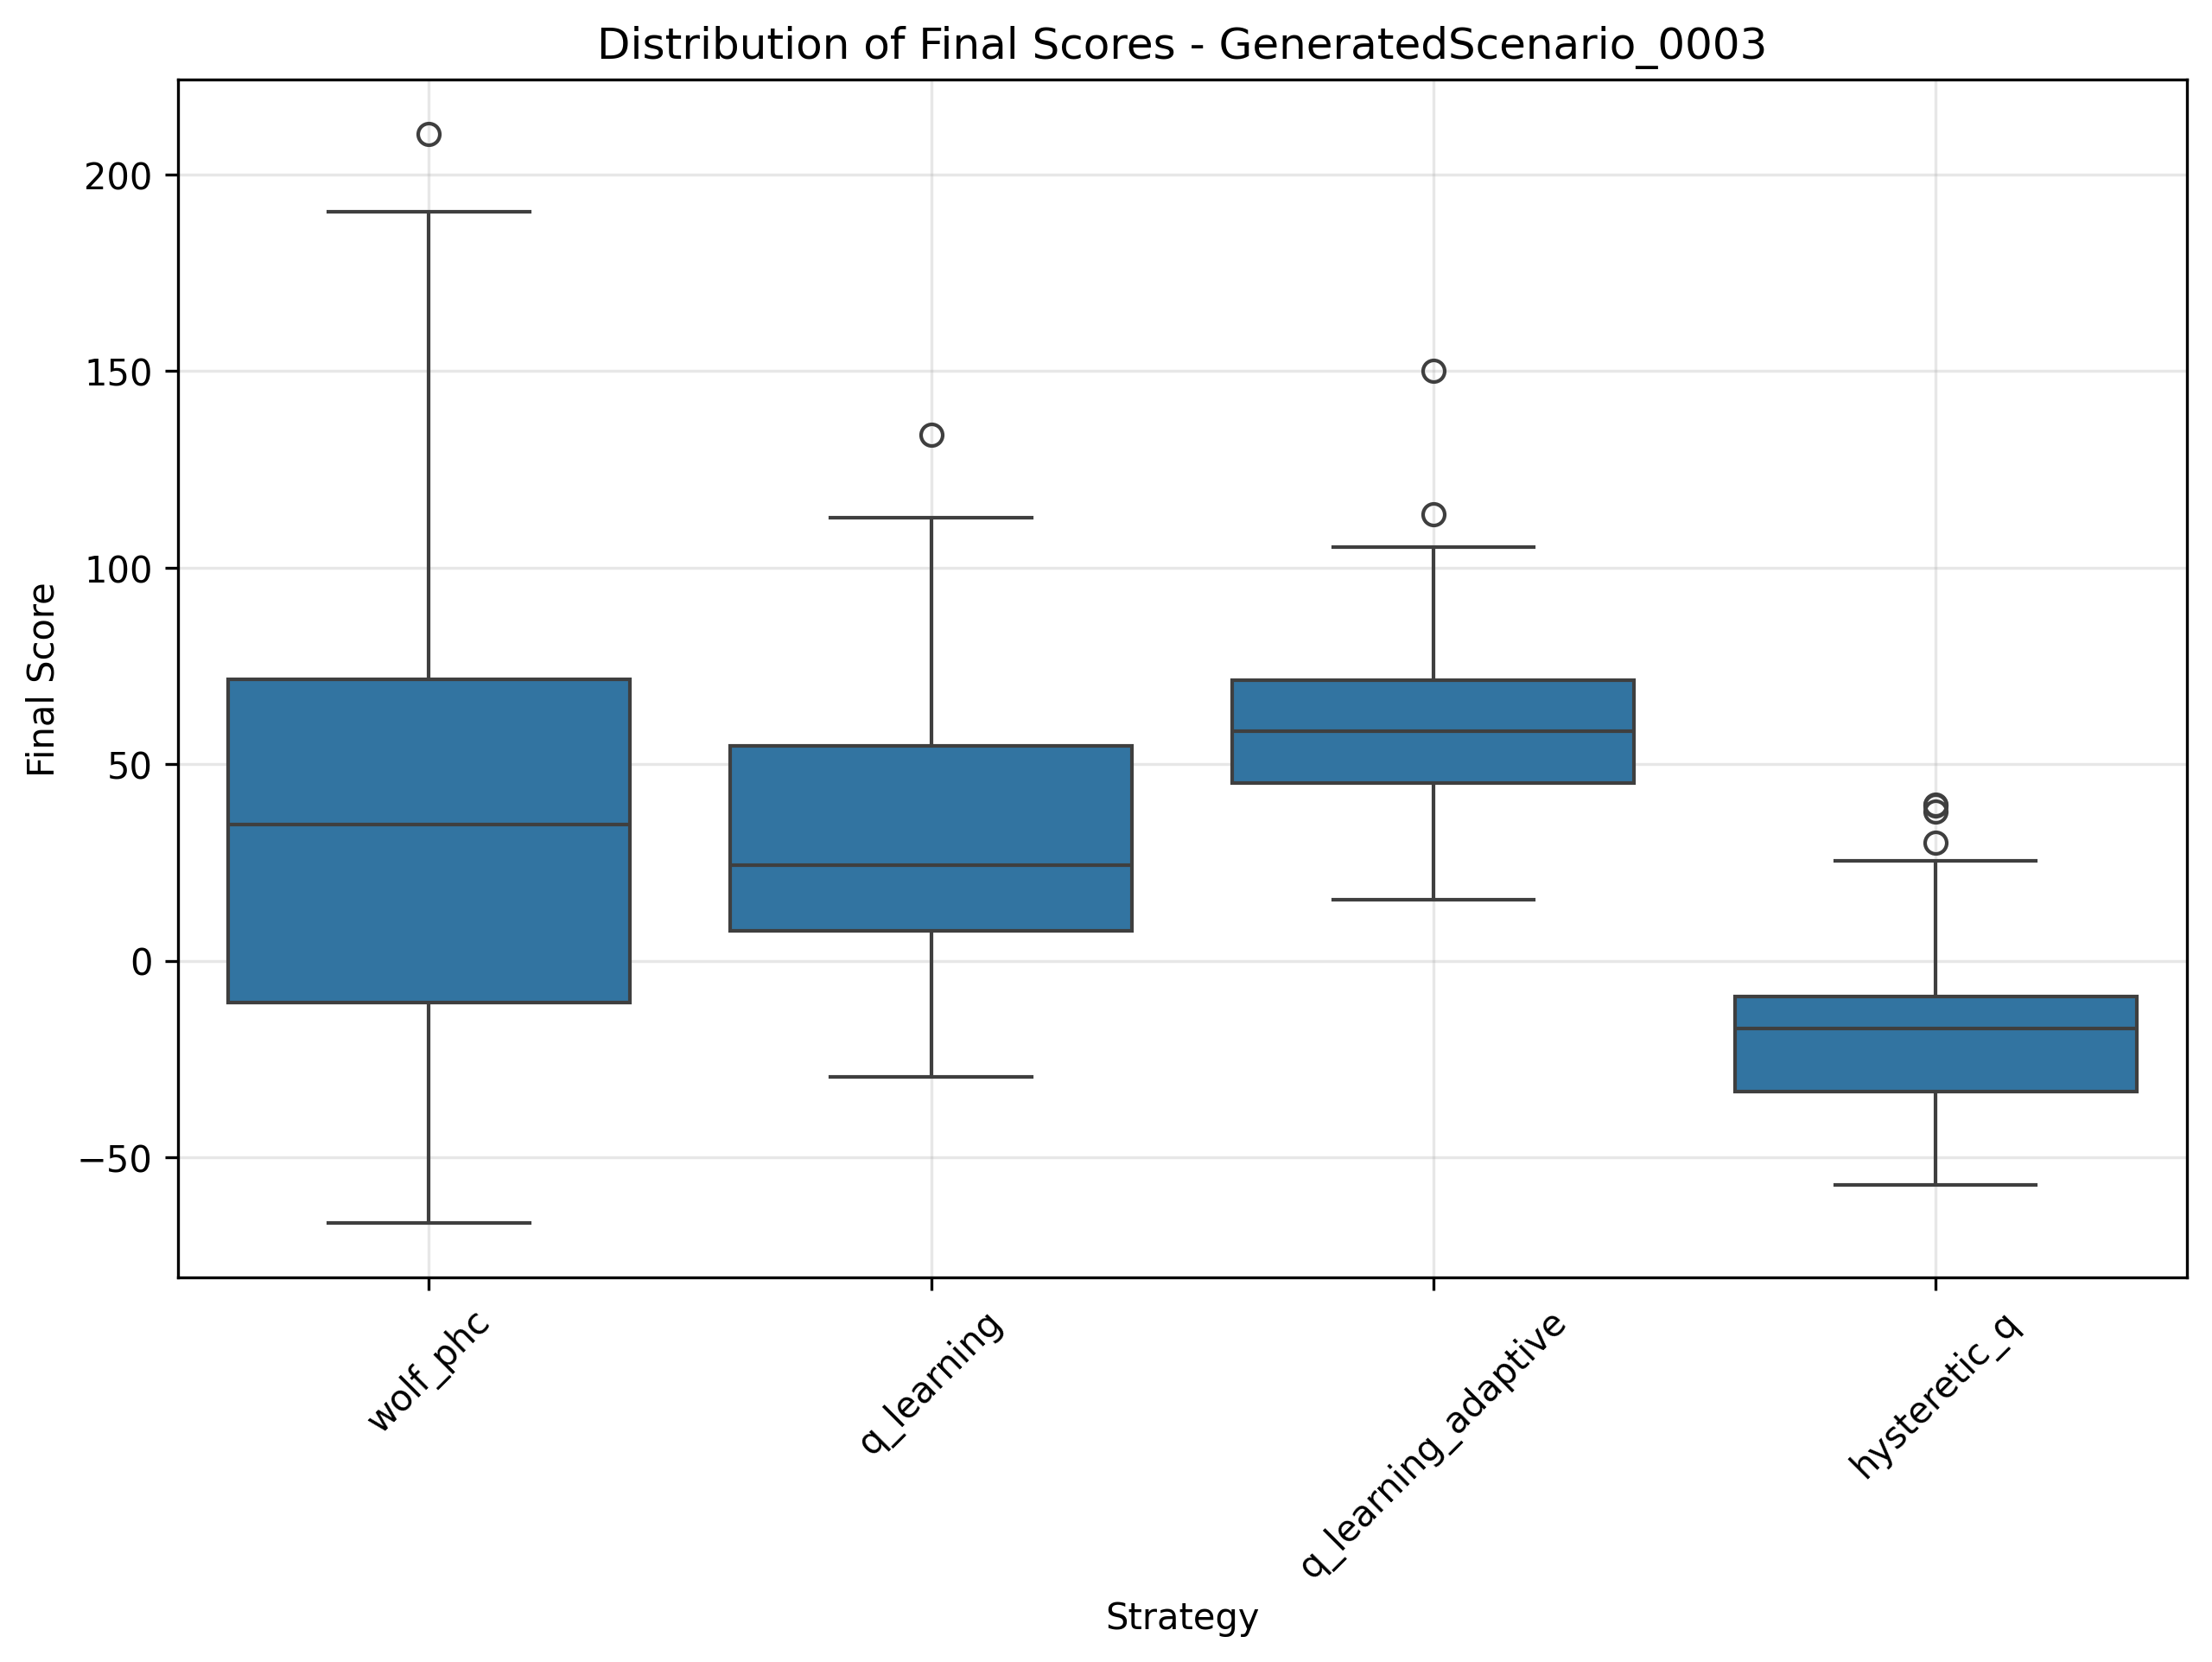 Distribution of Final Scores - GeneratedScenario_0003
Final Score
200
150
100
50
0
−50
wolf_phc
q_learning
q_learning_adaptive
hysteretic_q
Strategy